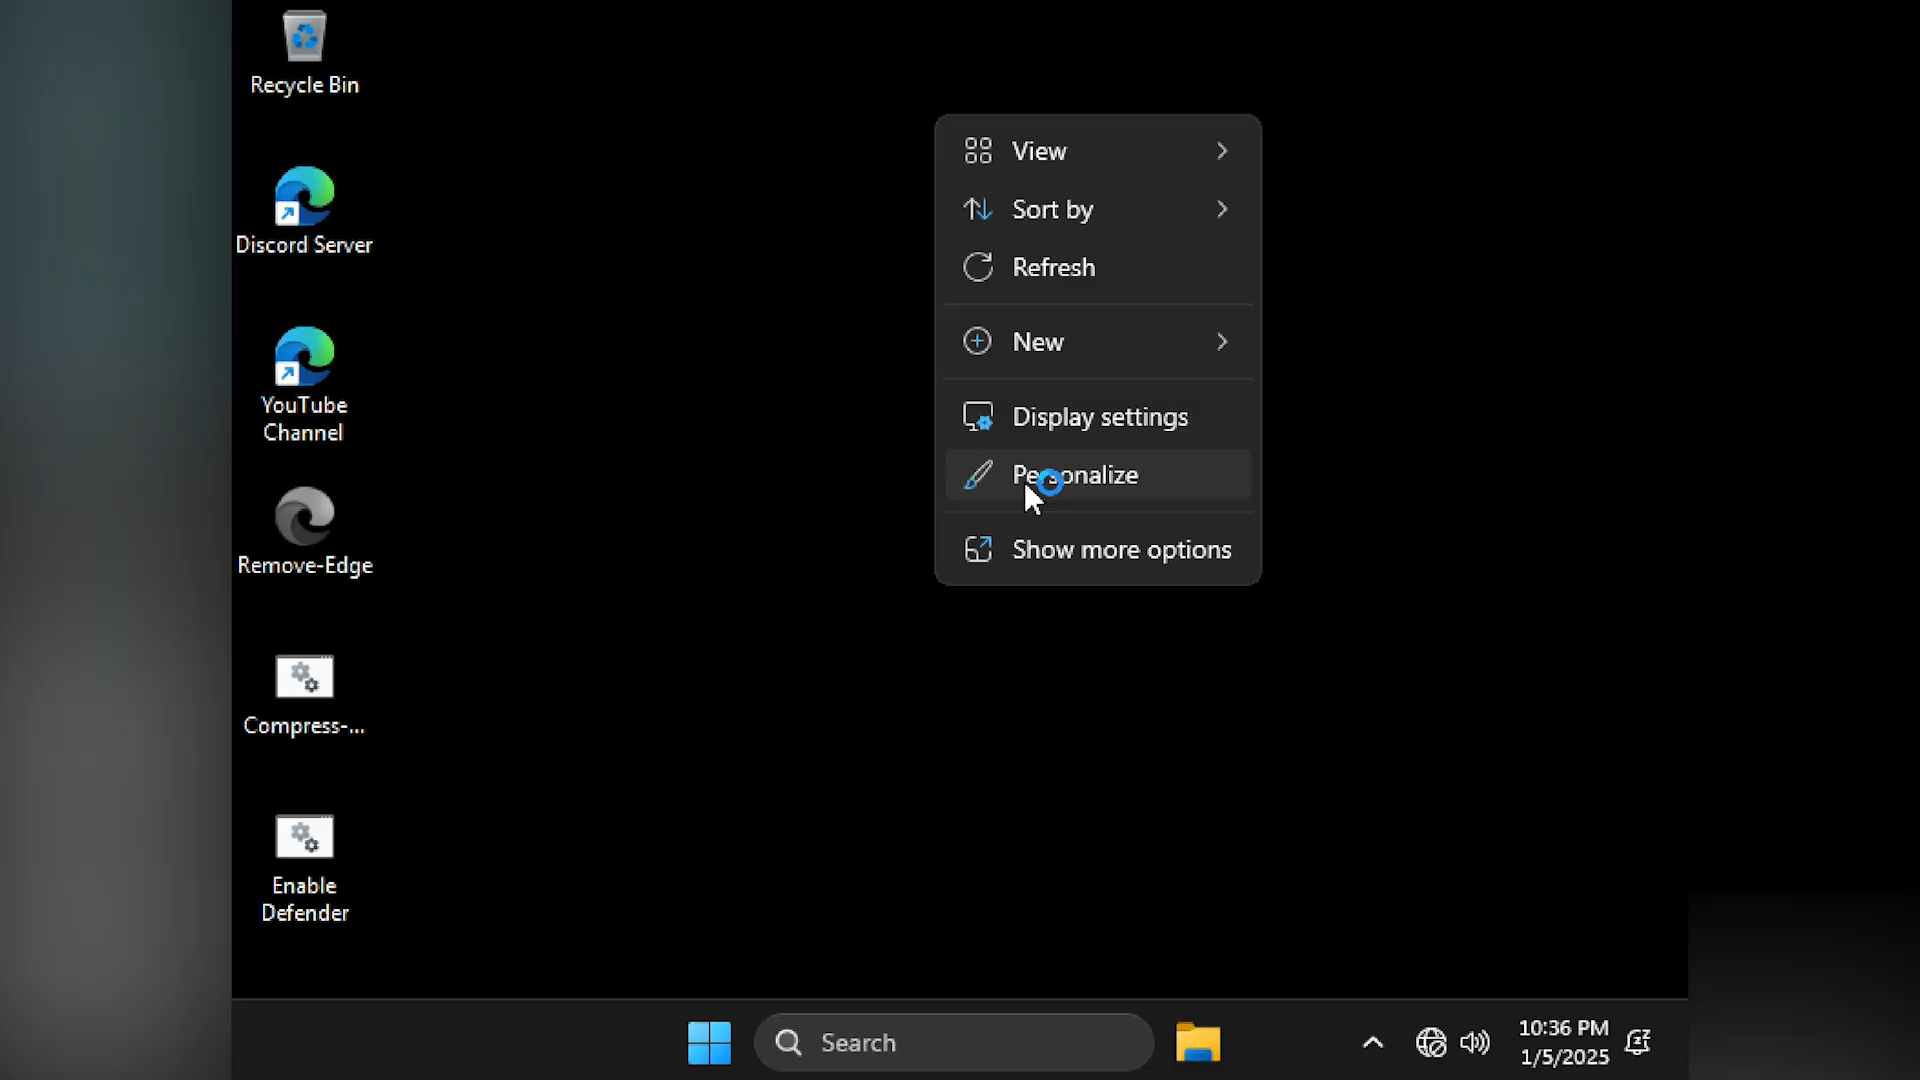 Recycle Bin
Discord Server
YouTube
Channel
Remove-Edge
Compress-...
Enable
Defender
View
Sort by
Refresh
New
Display settings
Personalize
Show more options
Search
10:36 PM
1/5/2025